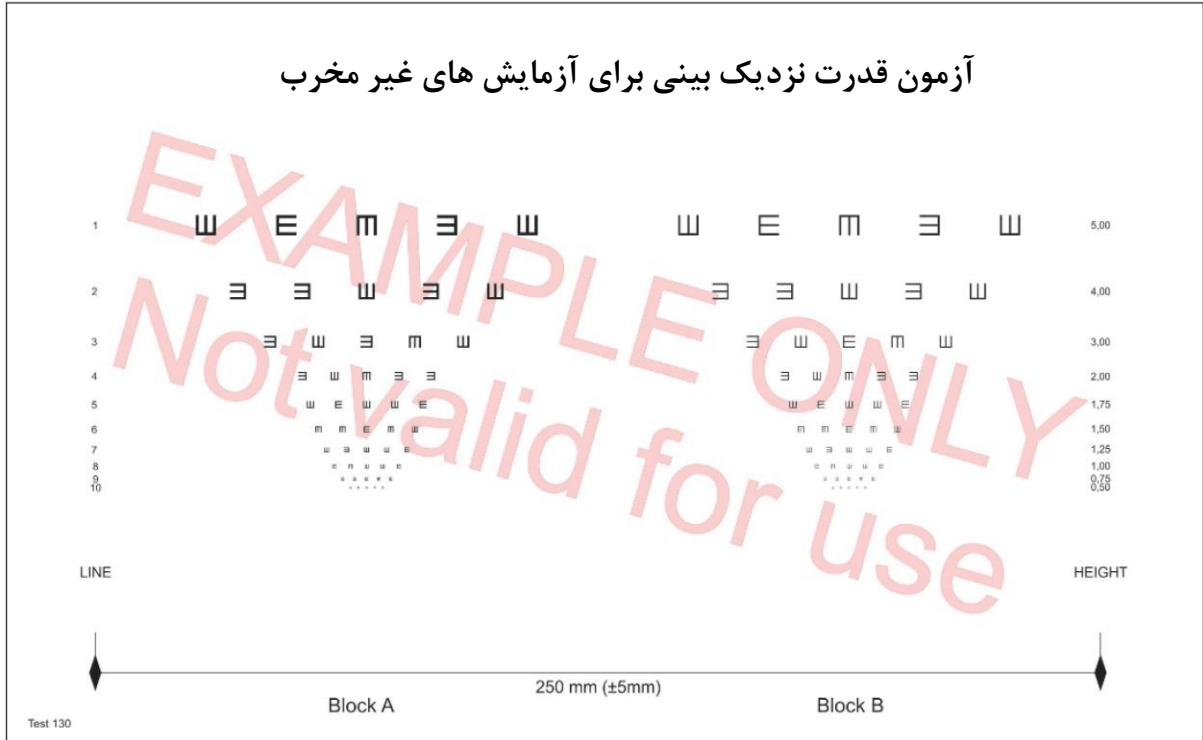 آزمون قدرت نزدیک بینی برای آزمایش های غیر مخرب
EXAMPLE ONLY
Not valid for use
1 5,00
2 4,00
3 3,00
4 2,00
5 1,75
6 1,50
7 1,25
8 1,00
9 0,75
10 0,50
LINE HEIGHT
250 mm (±5mm)
Block A Block B
Test 130